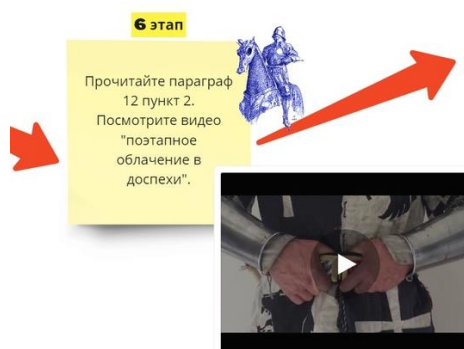 6 этап
Прочитайте параграф
12 пункт 2.
Посмотрите видео
"поэтапное
облачение в
доспехи".